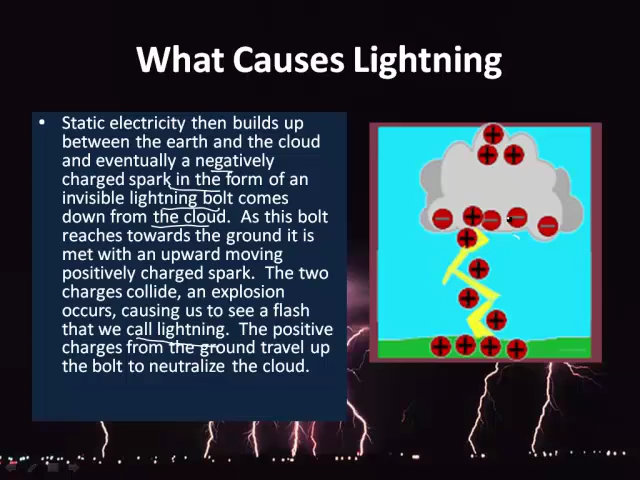 What Causes Lightning
• Static electricity then builds up
between the earth and the cloud
and eventually a negatively
charged spark in the form of an
invisible lightning bolt comes
down from the cloud. As this bolt
reaches towards the ground it is
met with an upward moving
positively charged spark. The two
charges collide, an explosion
occurs, causing us to see a flash
that we call lightning. The positive
charges from the ground travel up
the bolt to neutralize the cloud.